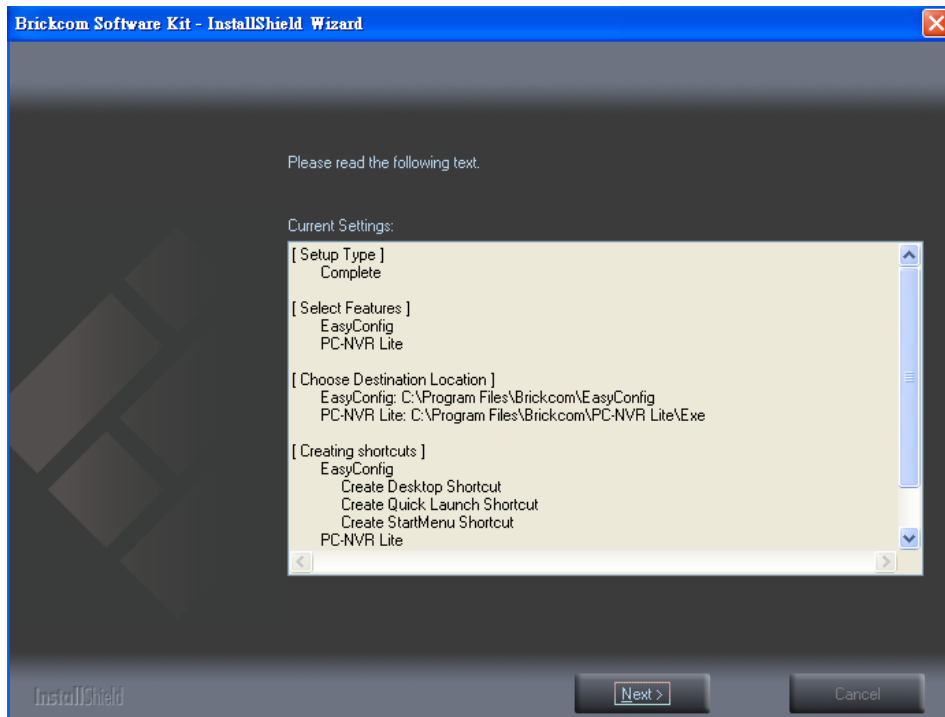 Brickcom Software Kit - InstallShield Wizard
Please read the following text.
Current Settings:
[ Setup Type ]
Complete
[ Select Features ]
EasyConfig
PC-NVR Lite
[ Choose Destination Location ]
EasyConfig: C:\Program Files\Brickcom\EasyConfig
PC-NVR Lite: C:\Program Files\Brickcom\PC-NVR Lite\Exe
[ Creating shortcuts ]
EasyConfig
Create Desktop Shortcut
Create Quick Launch Shortcut
Create StartMenu Shortcut
PC-NVR Lite
InstallShield
Next >
Cancel